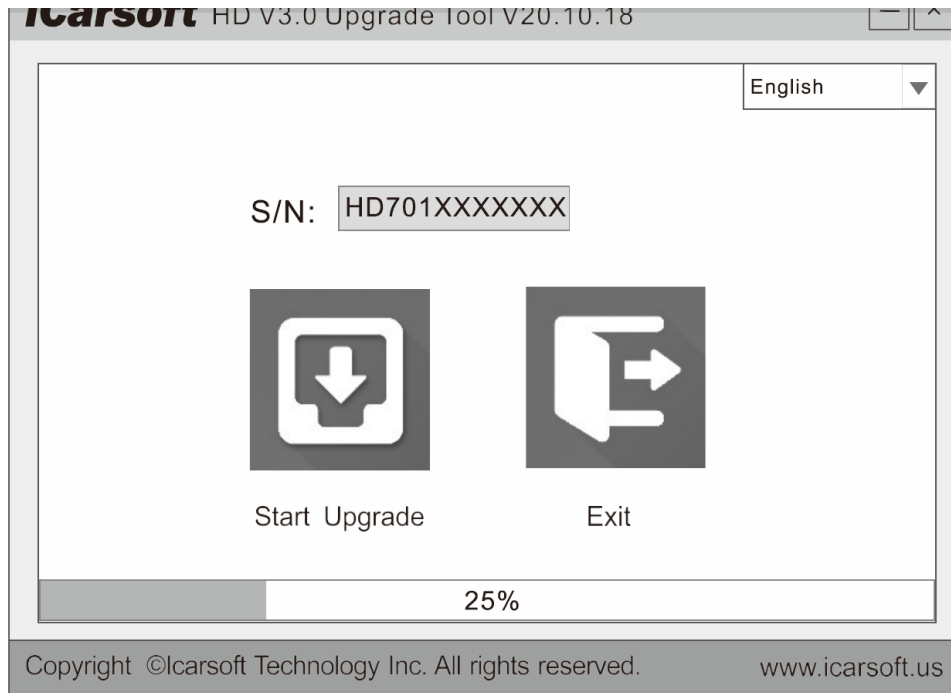 iCarsoft HD V3.0 Upgrade Tool V20.10.18
English
S/N: HD701XXXXXXX
Start Upgrade
Exit
25%
Copyright ©Icarsoft Technology Inc. All rights reserved.
www.icarsoft.us